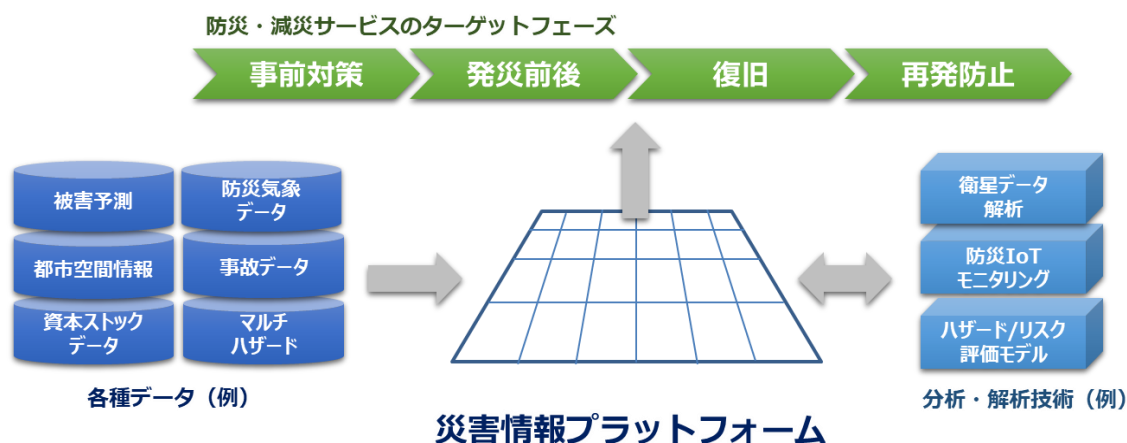 防災・減災サービスのターゲットフェーズ
事前対策
発災前後
復旧
再発防止
被害予測
防災気象
データ
都市空間情報
事故データ
資本ストック
データ
マルチ
ハザード
各種データ（例）
災害情報プラットフォーム
衛星データ
解析
防災IoT
モニタリング
ハザード/リスク
評価モデル
分析・解析技術（例）